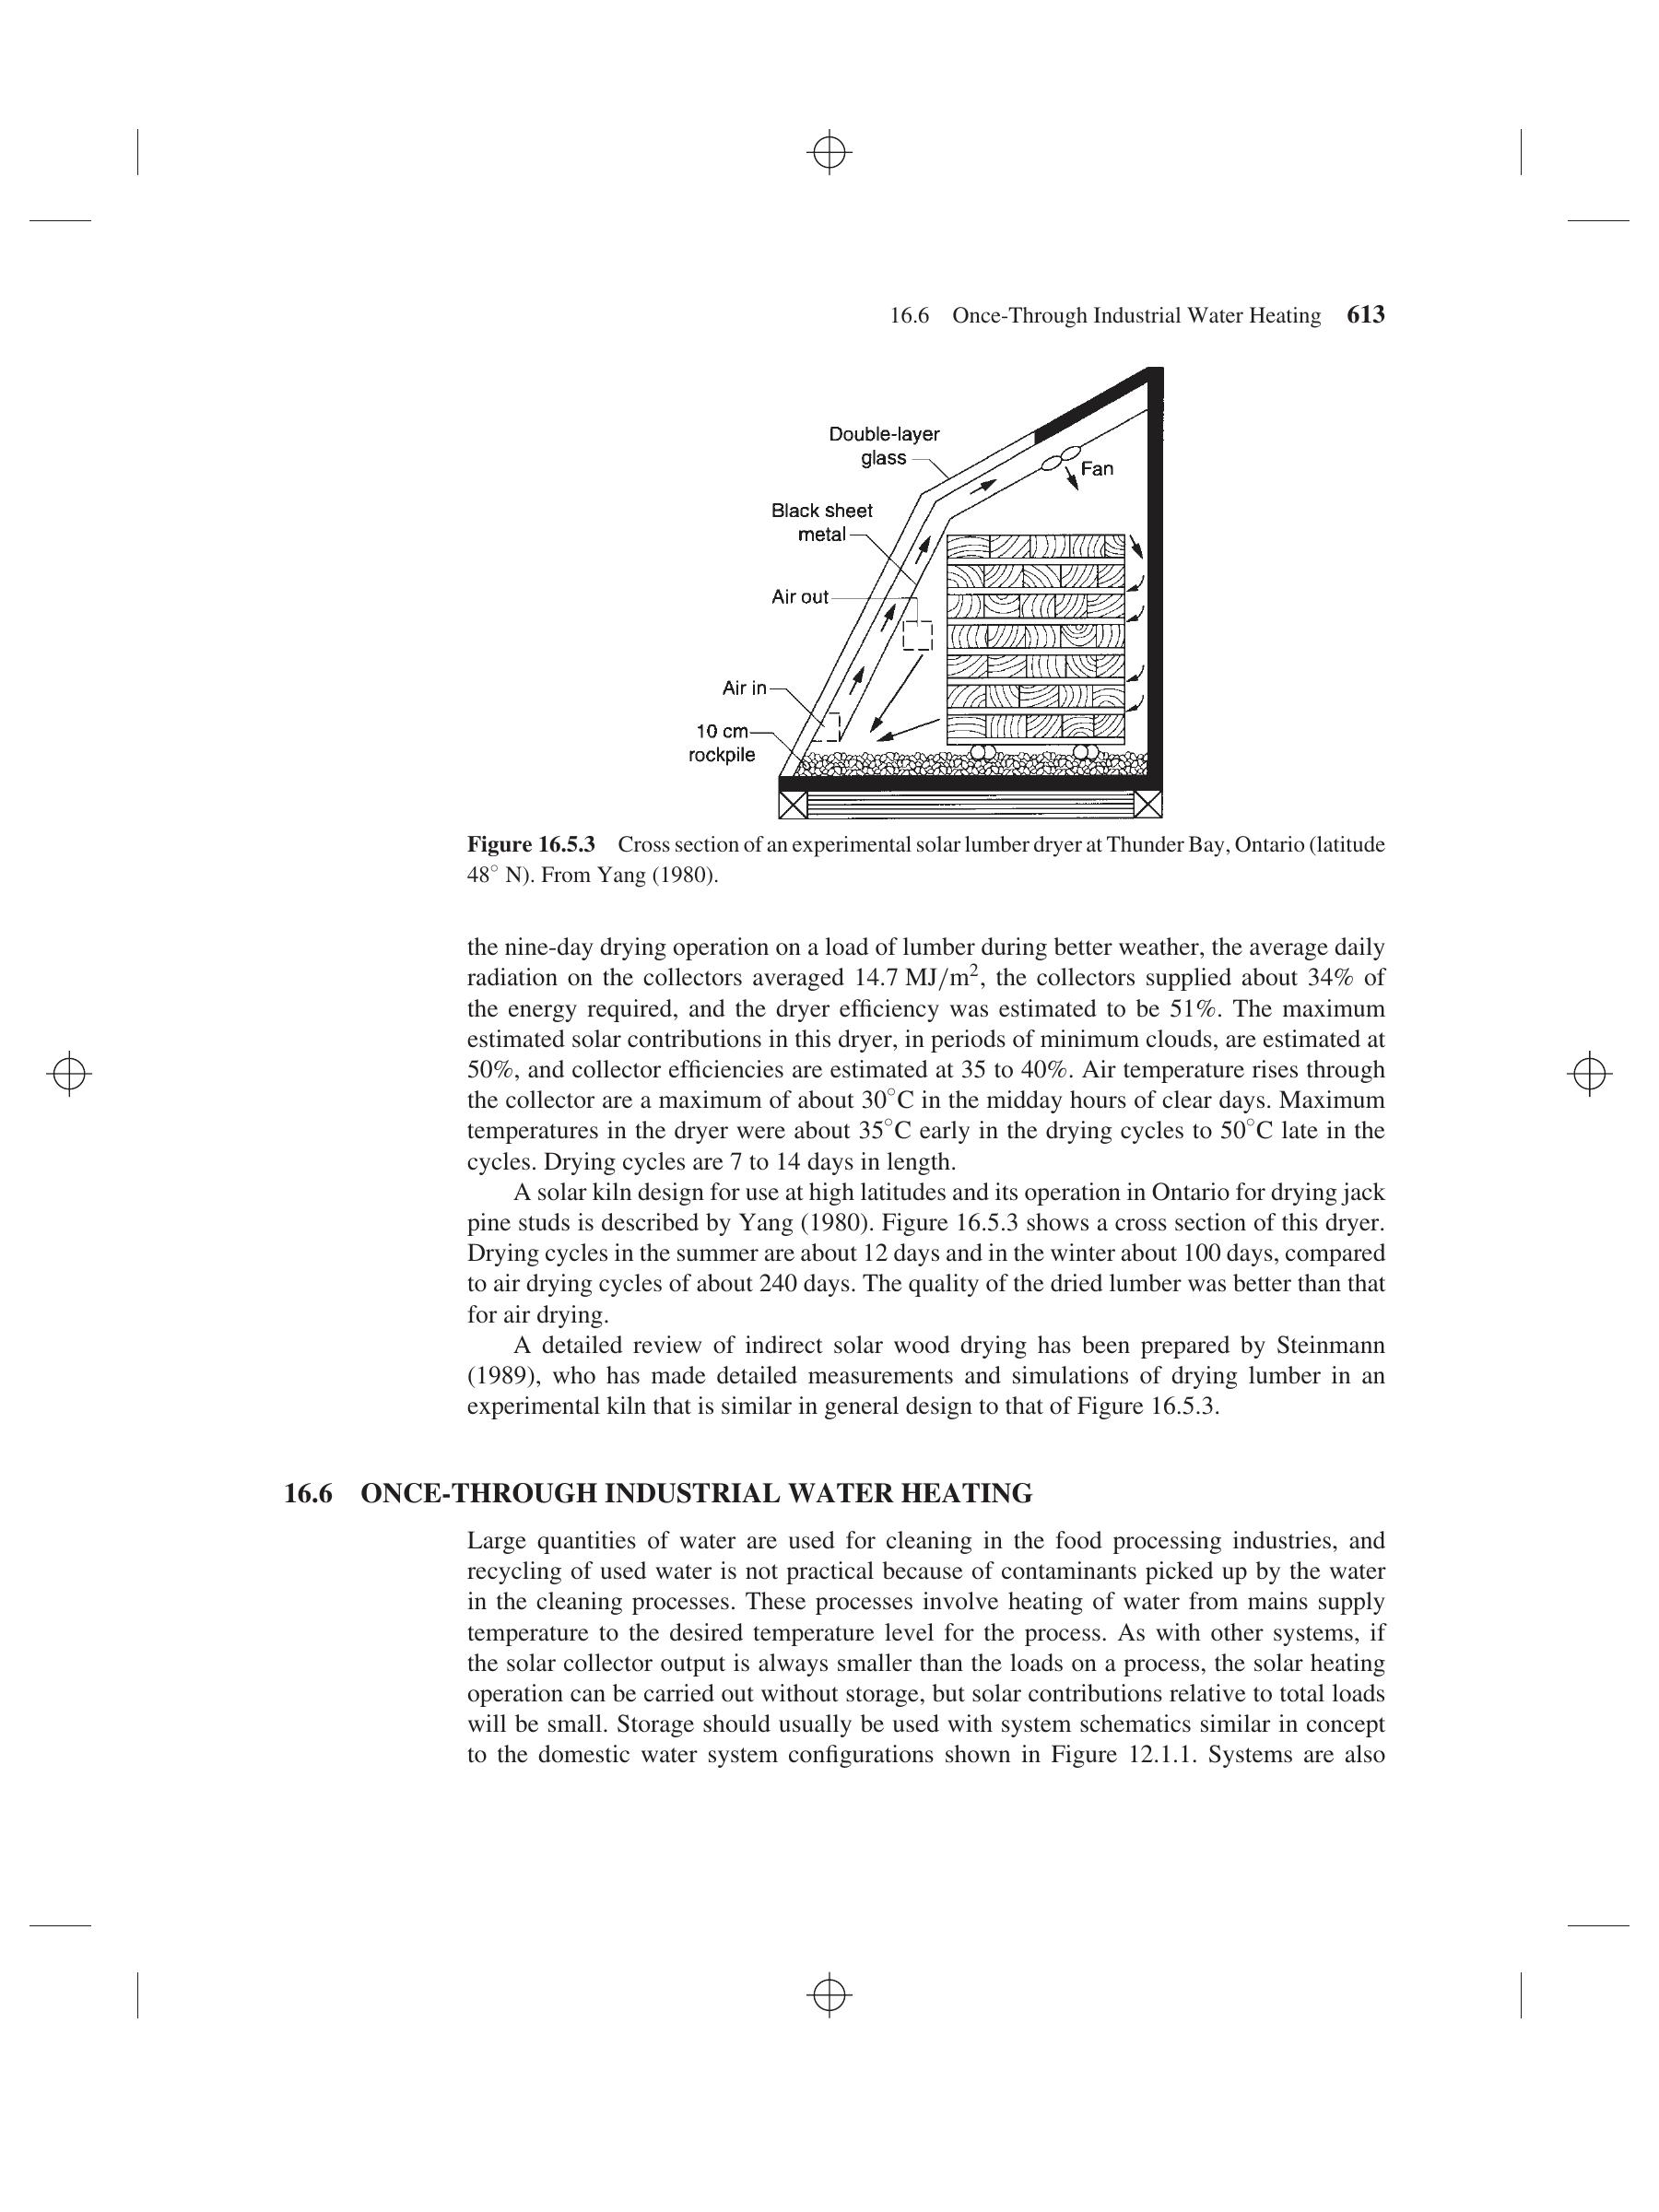 16.6 Once-Through Industrial Water Heating 613
Double-layer
glass
Fan
Black sheet
metal
Air out
Air in
10 cm
rockpile
Figure 16.5.3 Cross section of an experimental solar lumber dryer at Thunder Bay, Ontario (latitude
48° N). From Yang (1980).
the nine-day drying operation on a load of lumber during better weather, the average daily
radiation on the collectors averaged 14.7 MJ/m², the collectors supplied about 34% of
the energy required, and the dryer efficiency was estimated to be 51%. The maximum
estimated solar contributions in this dryer, in periods of minimum clouds, are estimated at
50%, and collector efficiencies are estimated at 35 to 40%. Air temperature rises through
the collector are a maximum of about 30°C in the midday hours of clear days. Maximum
temperatures in the dryer were about 35°C early in the drying cycles to 50°C late in the
cycles. Drying cycles are 7 to 14 days in length.
A solar kiln design for use at high latitudes and its operation in Ontario for drying jack
pine studs is described by Yang (1980). Figure 16.5.3 shows a cross section of this dryer.
Drying cycles in the summer are about 12 days and in the winter about 100 days, compared
to air drying cycles of about 240 days. The quality of the dried lumber was better than that
for air drying.
A detailed review of indirect solar wood drying has been prepared by Steinmann
(1989), who has made detailed measurements and simulations of drying lumber in an
experimental kiln that is similar in general design to that of Figure 16.5.3.
16.6 ONCE-THROUGH INDUSTRIAL WATER HEATING
Large quantities of water are used for cleaning in the food processing industries, and
recycling of used water is not practical because of contaminants picked up by the water
in the cleaning processes. These processes involve heating of water from mains supply
temperature to the desired temperature level for the process. As with other systems, if
the solar collector output is always smaller than the loads on a process, the solar heating
operation can be carried out without storage, but solar contributions relative to total loads
will be small. Storage should usually be used with system schematics similar in concept
to the domestic water system configurations shown in Figure 12.1.1. Systems are also